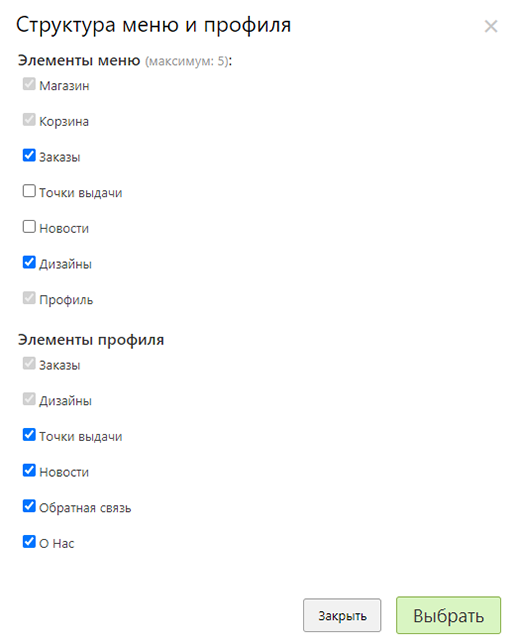 Структура меню и профиля
Элементы меню (максимум: 5):
Магазин
Корзина
Заказы
Точки выдачи
Новости
Дизайны
Профиль
Элементы профиля
Заказы
Дизайны
Точки выдачи
Новости
Обратная связь
О Нас
Закрыть Выбрать